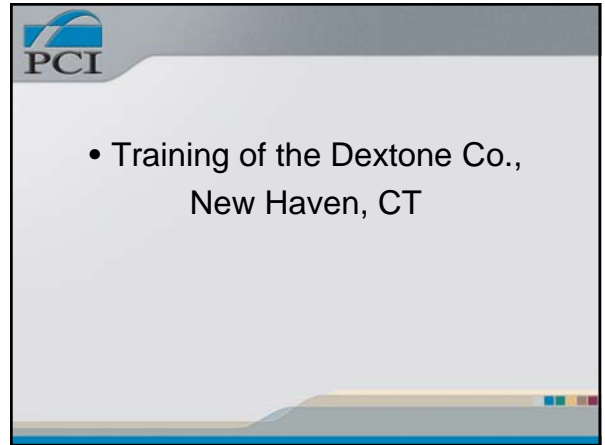 PCI
• Training of the Dextone Co.,
New Haven, CT